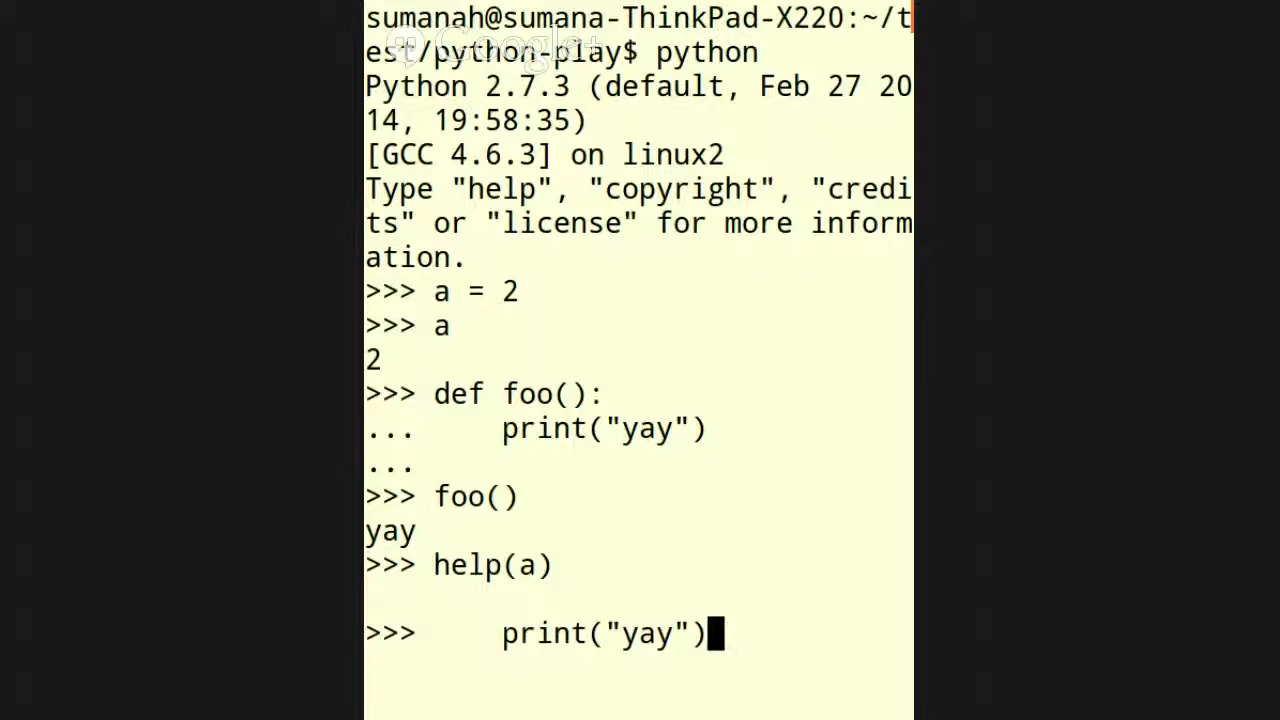 sumanah@sumana-ThinkPad-X220:~/t
est/python-play$ python
Google+
Python 2.7.3 (default, Feb 27 20
14, 19:58:35)
[GCC 4.6.3] on linux2
Type "help", "copyright", "credi
ts" or "license" for more inform
ation.
>>> a = 2
>>> a
2
>>> def foo():
...     print("yay")
...
>>> foo()
yay
>>> help(a)
>>>     print("yay")